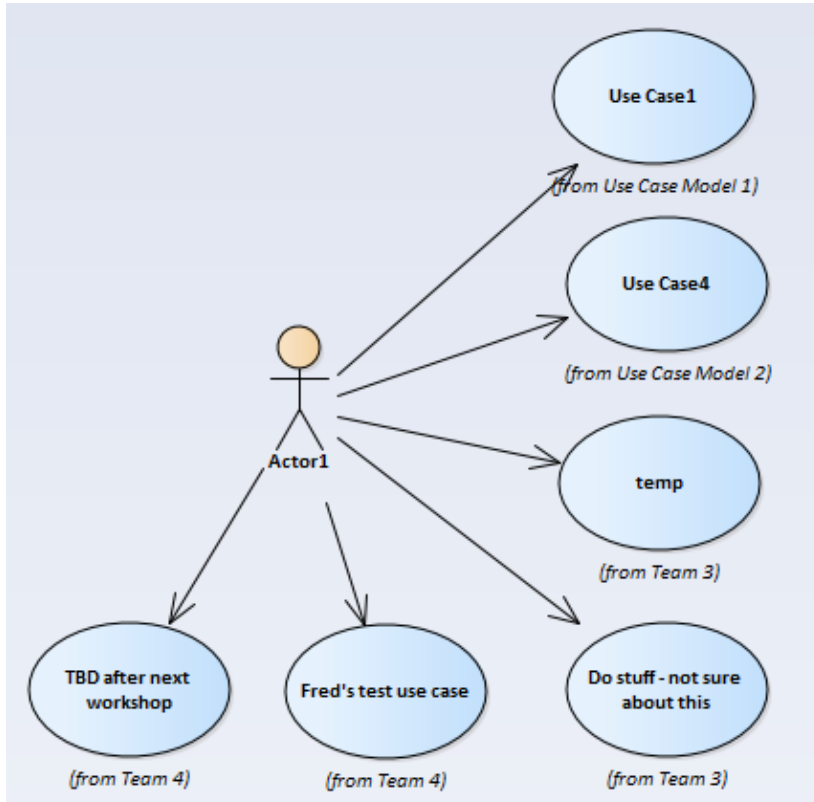 Use Case1
(from Use Case Model 1)
Use Case4
(from Use Case Model 2)
Actor1
temp
(from Team 3)
TBD after next
workshop
(from Team 4)
Fred's test use case
(from Team 4)
Do stuff - not sure
about this
(from Team 3)